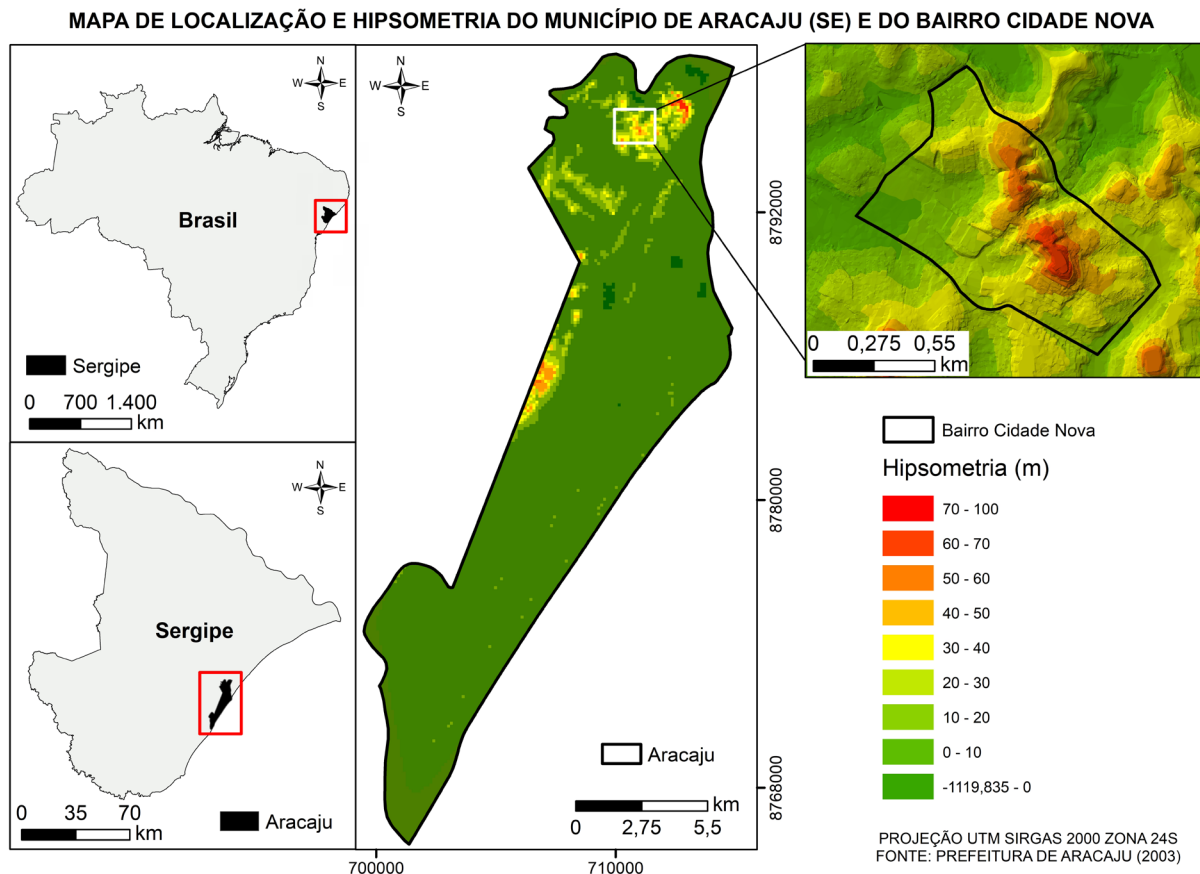 MAPA DE LOCALIZAÇÃO E HIPSOMETRIA DO MUNICÍPIO DE ARACAJU (SE) E DO BAIRRO CIDADE NOVA
N
W E
S
Brasil
Sergipe
0 700 1.400
km
N
W E
S
Sergipe
0 35 70
km
Aracaju
N
W E
S
8792000
8780000
8768000
Aracaju
0 2,75 5,5
km
700000 710000
0 0,275 0,55
km
Bairro Cidade Nova
Hipsometria (m)
70 - 100
60 - 70
50 - 60
40 - 50
30 - 40
20 - 30
10 - 20
0 - 10
-1119,835 - 0
PROJEÇÃO UTM SIRGAS 2000 ZONA 24S
FONTE: PREFEITURA DE ARACAJU (2003)